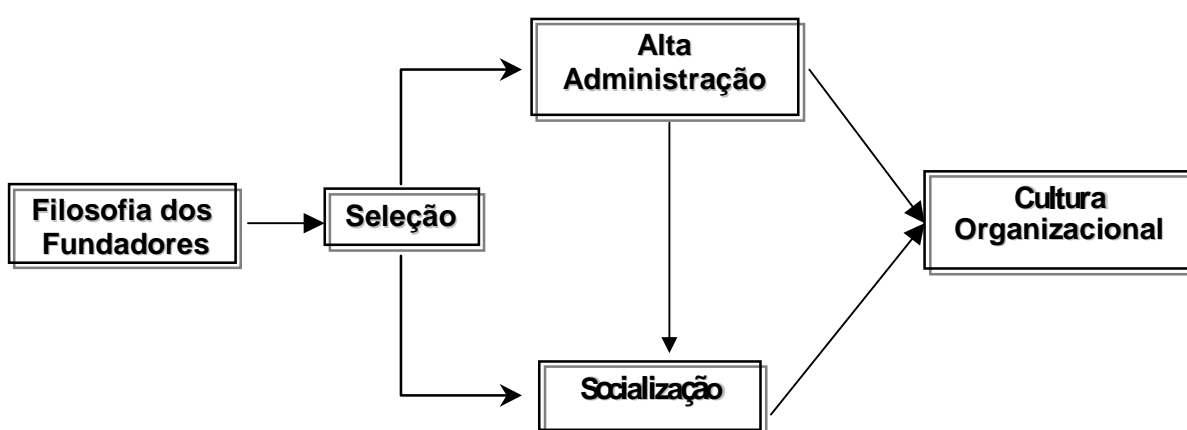 Alta
Administração
Filosofia dos
Fundadores
Seleção
Cultura
Organizacional
Socialização